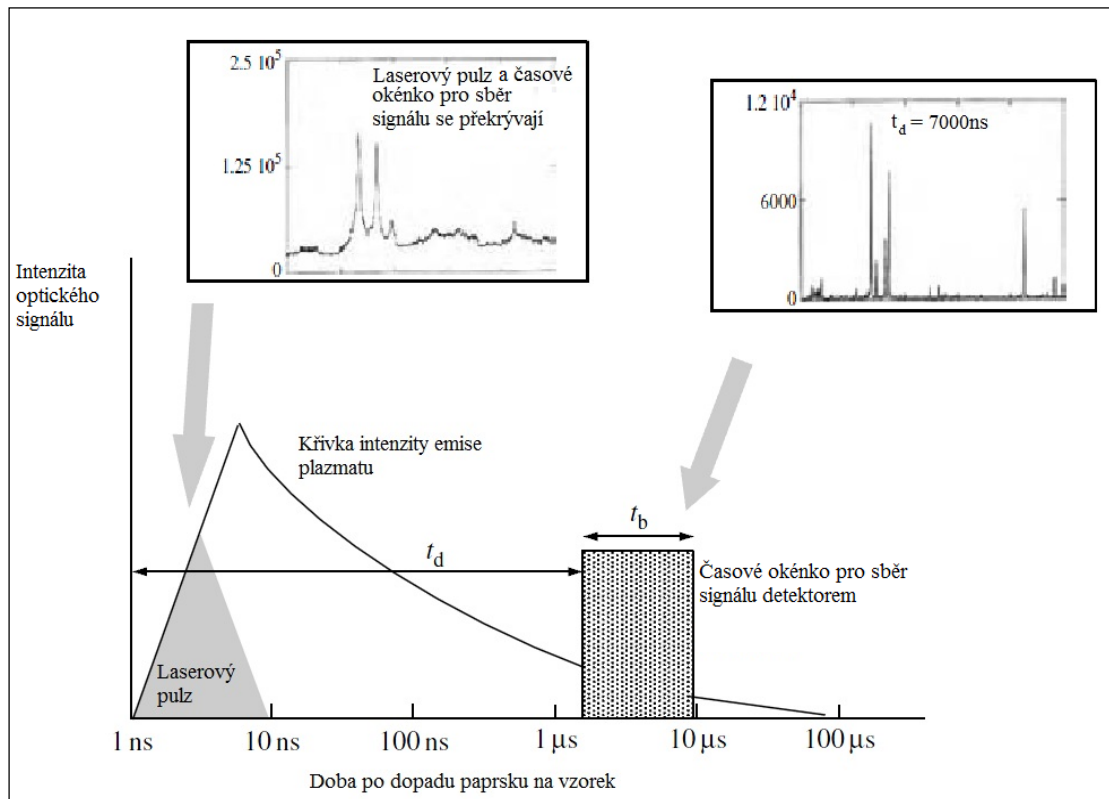 2.5 10⁵
Laserový pulz a časové
okénko pro sběr
signálu se překrývají
1.25 10⁵
0
1.2 10⁴
t_d = 7000ns
6000
0
Intenzita
optického
signálu
Křivka intenzity emise
plazmatu
t_b
t_d
Časové okénko pro sběr
signálu detektorem
Laserový
pulz
1 ns
10 ns
100 ns
1 µs
10 µs
100 µs
Doba po dopadu paprsku na vzorek